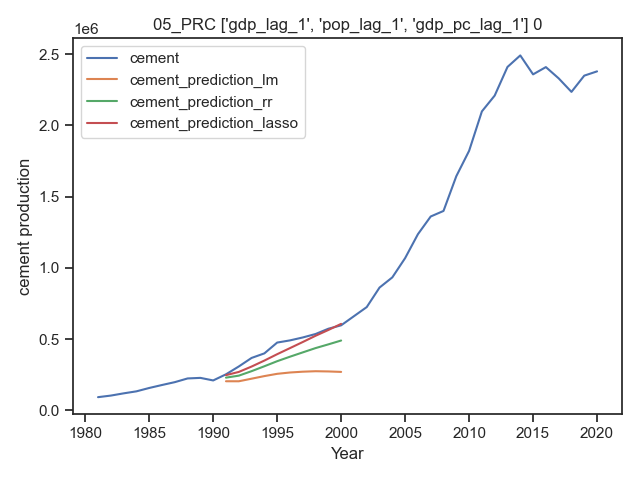 05_PRC ['gdp_lag_1', 'pop_lag_1', 'gdp_pc_lag_1'] 0
1e6
cement
cement_prediction_lm
cement_prediction_rr
cement_prediction_lasso
2.5
2.0
1.5
1.0
0.5
0.0
cement production
1980 1985 1990 1995 2000 2005 2010 2015 2020
Year